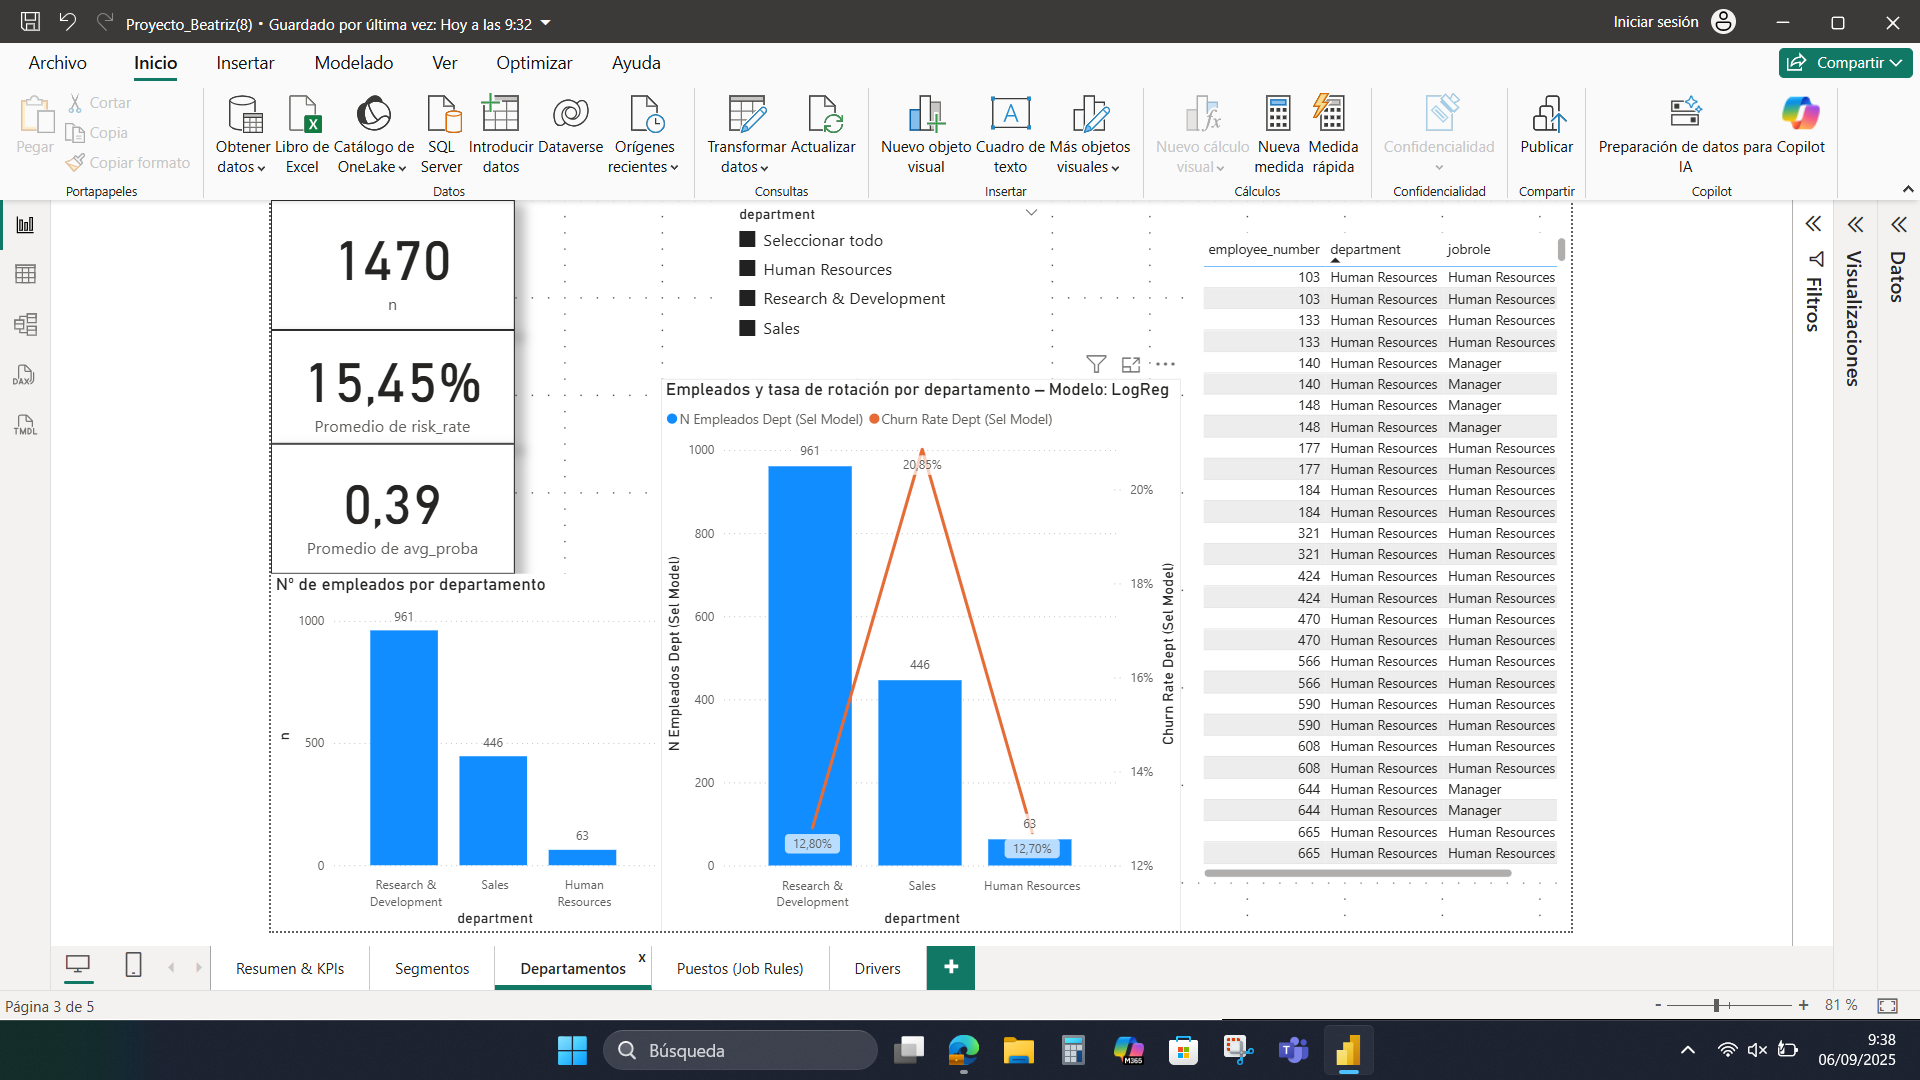 Proyecto_Beatriz(8) • Guardado por última vez: Hoy a las 9:32
Iniciar sesión
Archivo
Inicio
Insertar
Modelado
Ver
Optimizar
Ayuda
Compartir
Pegar
Cortar
Copia
Copiar formato
Portapapeles
Obtener datos
Libro de Excel
Catálogo de OneLake
SQL Server
Introducir datos
Dataverse
Orígenes recientes
Datos
Transformar datos
Actualizar
Consultas
Nuevo objeto visual
Cuadro de texto
Más objetos visuales
Insertar
Nuevo cálculo visual
Nueva medida
Medida rápida
Cálculos
Confidencialidad
Confidencialidad
Publicar
Compartir
Preparación de datos para IA
Copilot
Copilot
DAX
TMDL
1470
n
15,45%
Promedio de risk_rate
0,39
Promedio de avg_proba
department
Seleccionar todo
Human Resources
Research & Development
Sales
Nº de empleados por departamento
1000
500
0
n
961
446
63
Research & Development
Sales
Human Resources
department
Empleados y tasa de rotación por departamento – Modelo: LogReg
N Empleados Dept (Sel Model)
Churn Rate Dept (Sel Model)
1000
800
600
400
200
0
N Empleados Dept (Sel Model)
961
446
63
12,80%
20,85%
12,70%
20%
18%
16%
14%
12%
Churn Rate Dept (Sel Model)
Research & Development
Sales
Human Resources
department
employee_number department jobrole
103 Human Resources Human Resources
103 Human Resources Human Resources
133 Human Resources Human Resources
133 Human Resources Human Resources
140 Human Resources Manager
140 Human Resources Manager
148 Human Resources Manager
148 Human Resources Manager
177 Human Resources Human Resources
177 Human Resources Human Resources
184 Human Resources Human Resources
184 Human Resources Human Resources
321 Human Resources Human Resources
321 Human Resources Human Resources
424 Human Resources Human Resources
424 Human Resources Human Resources
470 Human Resources Human Resources
470 Human Resources Human Resources
566 Human Resources Human Resources
566 Human Resources Human Resources
590 Human Resources Human Resources
590 Human Resources Human Resources
608 Human Resources Human Resources
608 Human Resources Human Resources
644 Human Resources Manager
644 Human Resources Manager
665 Human Resources Human Resources
665 Human Resources Human Resources
Filtros
Visualizaciones
Datos
Resumen & KPIs
Segmentos
Departamentos
x
Puestos (Job Rules)
Drivers
+
Página 3 de 5
- + 81 %
Búsqueda
M365
9:38
06/09/2025